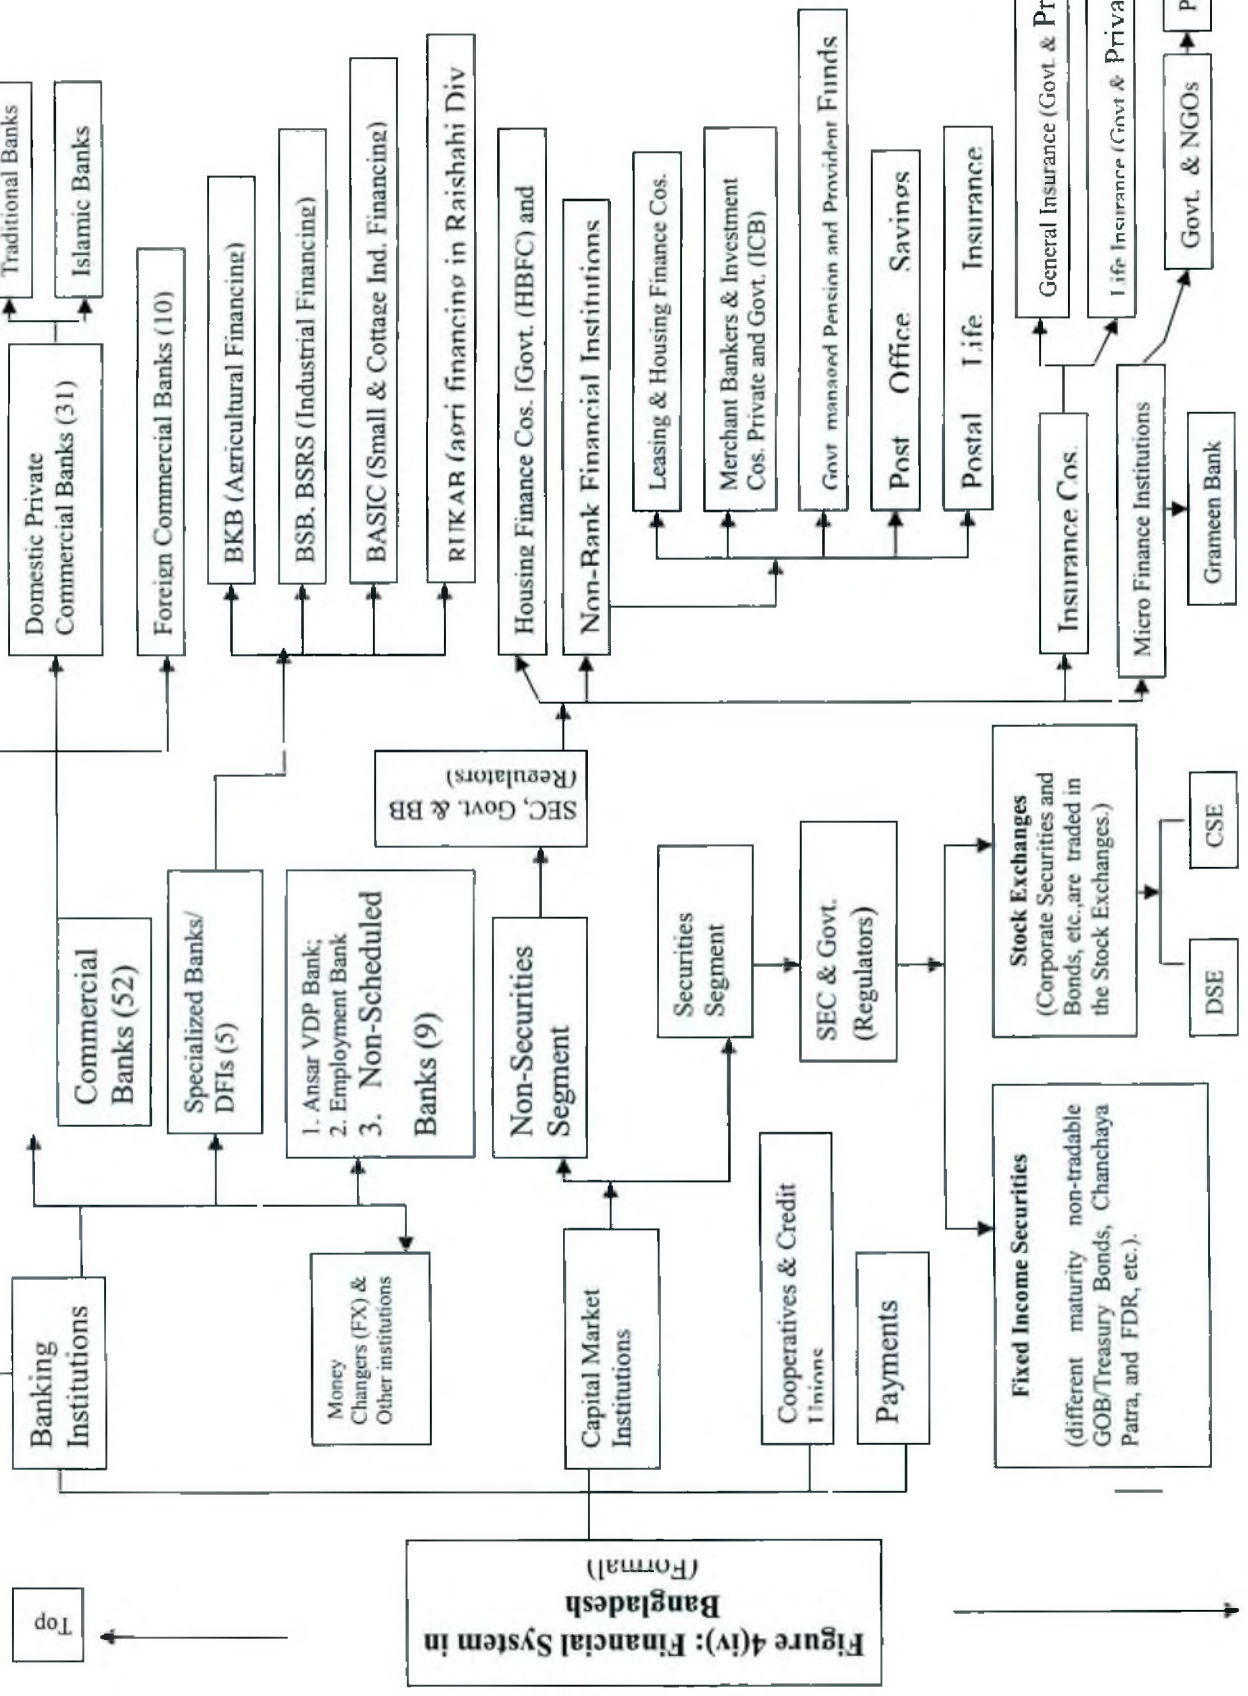 Top
Figure 4(iv): Financial System in
Bangladesh
(Formal)
Banking
Institutions
Money
Changers (FX) &
Other institutions
Capital Market
Institutions
Cooperatives & Credit
Unions
Payments
Fixed Income Securities
(different maturity non-tradable
GOB/Treasury Bonds, Chanchaya
Patra, and FDR, etc.).
Commercial
Banks (52)
Specialized Banks/
DFIs (5)
1. Ansar VDP Bank;
2. Employment Bank
3. Non-Scheduled
Banks (9)
Non-Securities
Segment
Securities
Segment
SEC & Govt.
(Regulators)
Stock Exchanges
(Corporate Securities and
Bonds, etc.,are traded in
the Stock Exchanges.)
DSE
CSE
SEC, Govt. & BB
(Regulators)
Domestic Private
Commercial Banks (31)
Traditional Banks
Islamic Banks
Foreign Commercial Banks (10)
BKB (Agricultural Financing)
BSB. BSRS (Industrial Financing)
BASIC (Small & Cottage Ind. Financing)
RUKAB (agri financing in Rajshahi Div
Housing Finance Cos. [Govt. (HBFC) and
Non-Bank Financial Institutions
Leasing & Housing Finance Cos.
Merchant Bankers & Investment
Cos. Private and Govt. (ICB)
Govt managed Pension and Provident Funds
Post Office Savings
Postal Life Insurance
Insurance Cos.
General Insurance (Govt. & Pr
Life Insurance (Govt & Priva
Micro Finance Institutions
Grameen Bank
Govt. & NGOs
P